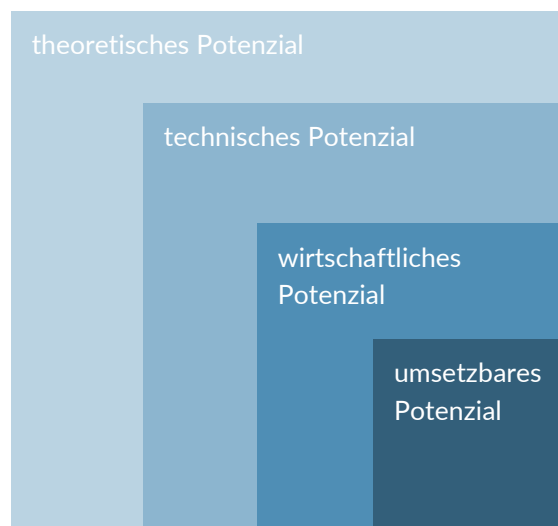 theoretisches Potenzial
technisches Potenzial
wirtschaftliches
Potenzial
umsetzbares
Potenzial